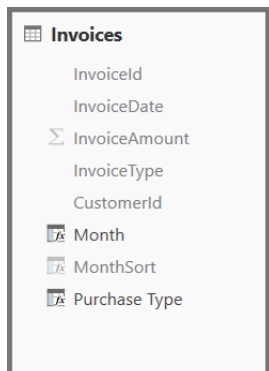 Invoices
InvoiceId
InvoiceDate
InvoiceAmount
InvoiceType
CustomerId
Month
MonthSort
Purchase Type